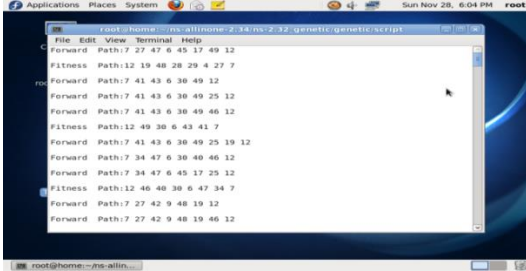 Applications Places System Sun Nov 28, 6:04 PM root
root@home:~/ns-allinone-2.34/ns-2.32-genetic/genetic/script
File Edit View Terminal Help
Forward Path:7 27 47 6 45 17 49 12
Fitness Path:12 19 48 28 29 4 27 7
Forward Path:7 41 43 6 30 49 12
Forward Path:7 41 43 6 30 49 25 12
Forward Path:7 41 43 6 30 49 46 12
Fitness Path:12 49 30 6 43 41 7
Forward Path:7 41 43 6 30 49 25 19 12
Forward Path:7 34 47 6 30 40 46 12
Forward Path:7 34 47 6 45 17 25 12
Fitness Path:12 46 40 30 6 47 34 7
Forward Path:7 27 42 9 48 19 12
Forward Path:7 27 42 9 48 19 46 12
root@home:~/ns-allin...